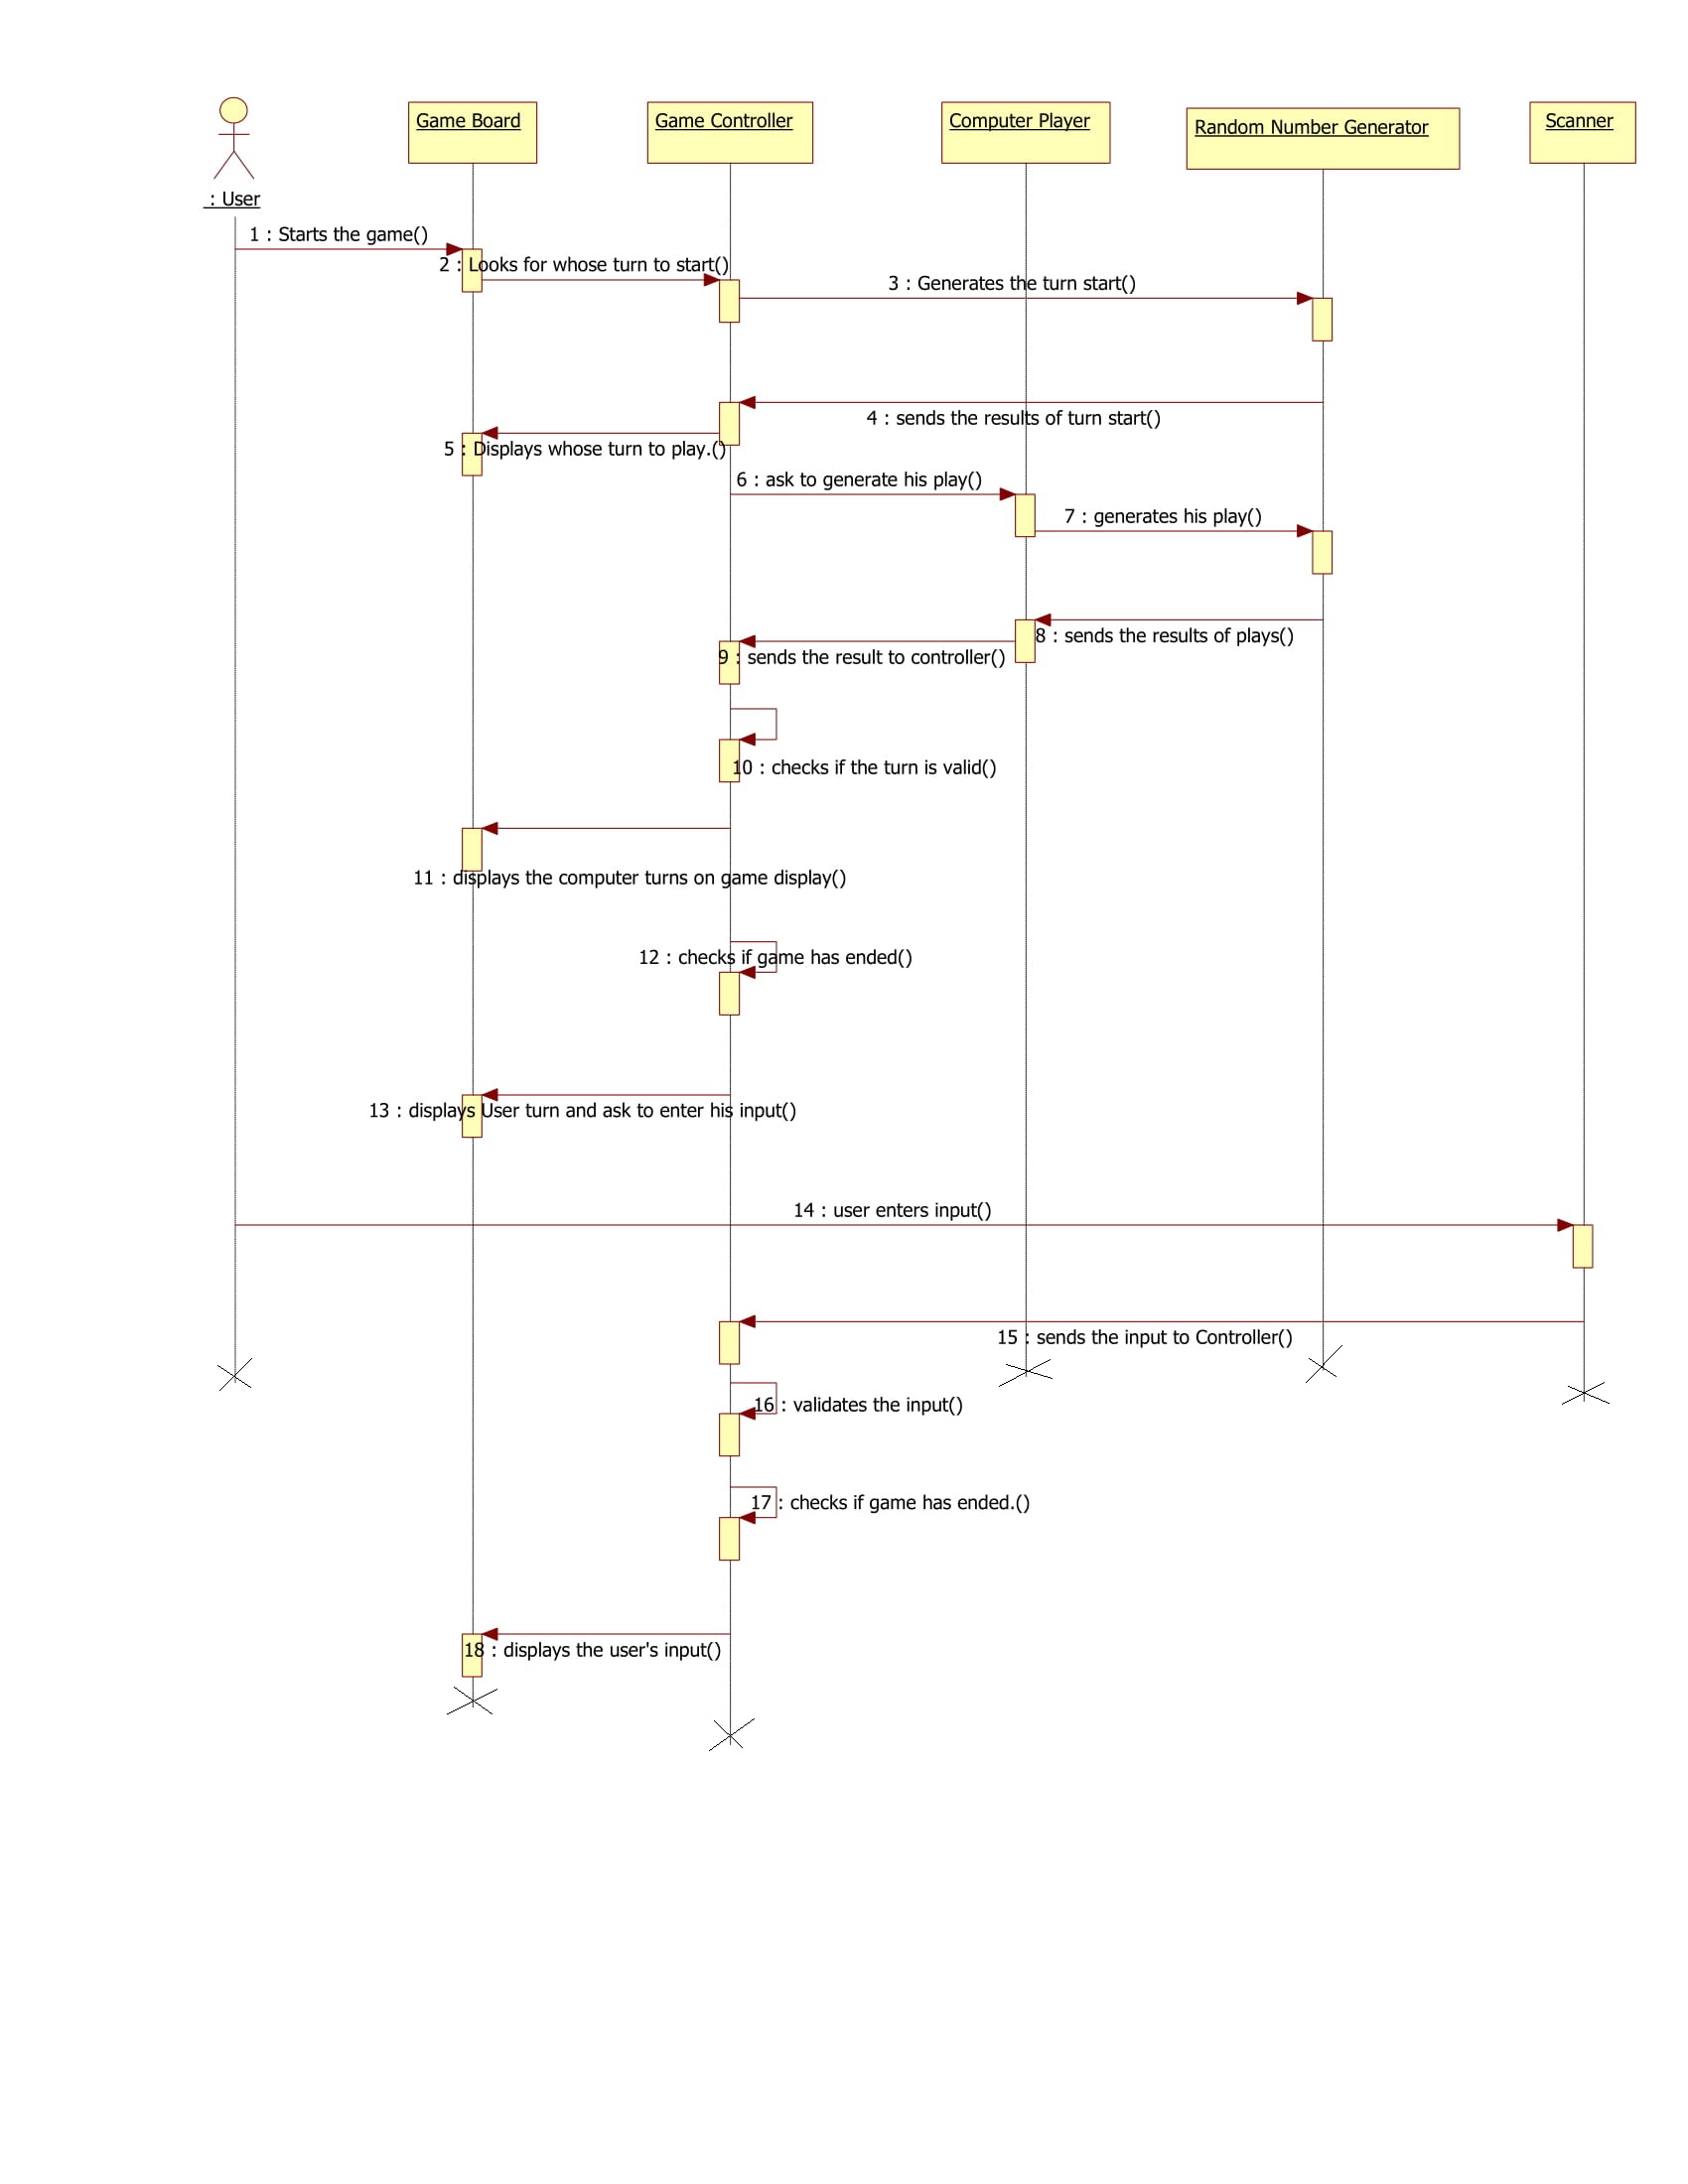 Game Board
Game Controller
Computer Player
Random Number Generator
Scanner
: User
1 : Starts the game()
2 : Looks for whose turn to start()
3 : Generates the turn start()
4 : sends the results of turn start()
5 : Displays whose turn to play.()
6 : ask to generate his play()
7 : generates his play()
8 : sends the results of plays()
9 : sends the result to controller()
10 : checks if the turn is valid()
11 : displays the computer turns on game display()
12 : checks if game has ended()
13 : displays User turn and ask to enter his input()
14 : user enters input()
15 : sends the input to Controller()
16 : validates the input()
17 : checks if game has ended.()
18 : displays the user's input()